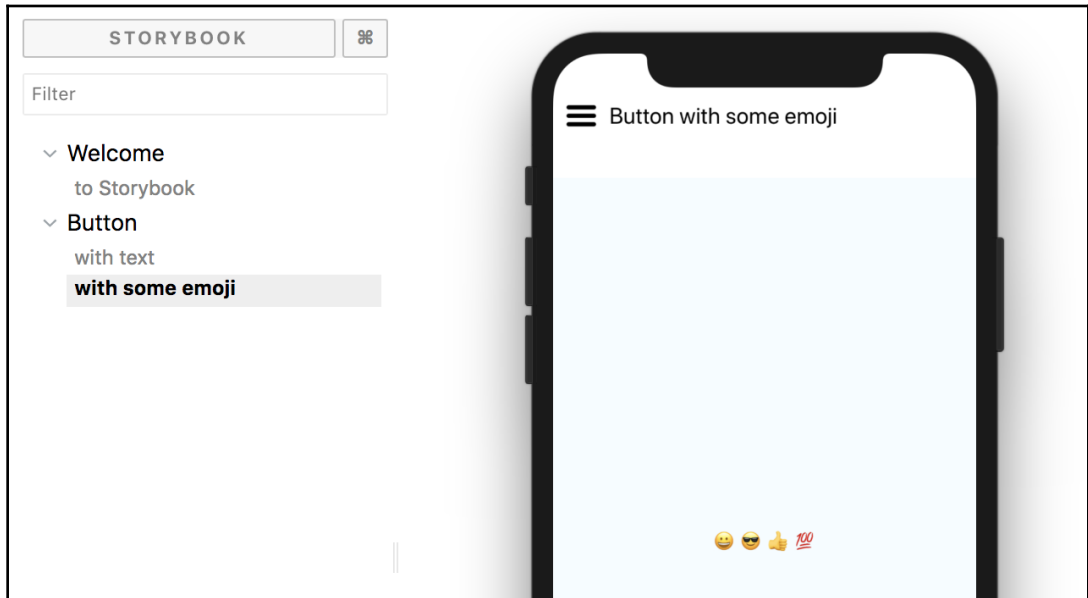 STORYBOOK ⌘
Filter
Welcome
to Storybook
Button
with text
with some emoji
Button with some emoji
😀 😎 👍 💯